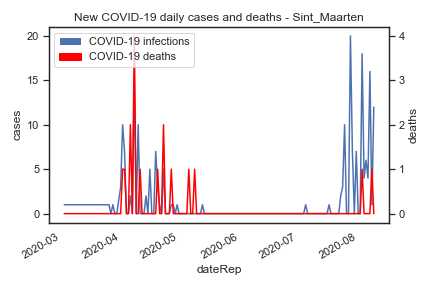 New COVID-19 daily cases and deaths - Sint_Maarten
COVID-19 infections
COVID-19 deaths
cases
20
15
10
5
0
deaths
4
3
2
1
0
2020-03
2020-04
2020-05
2020-06
2020-07
2020-08
dateRep